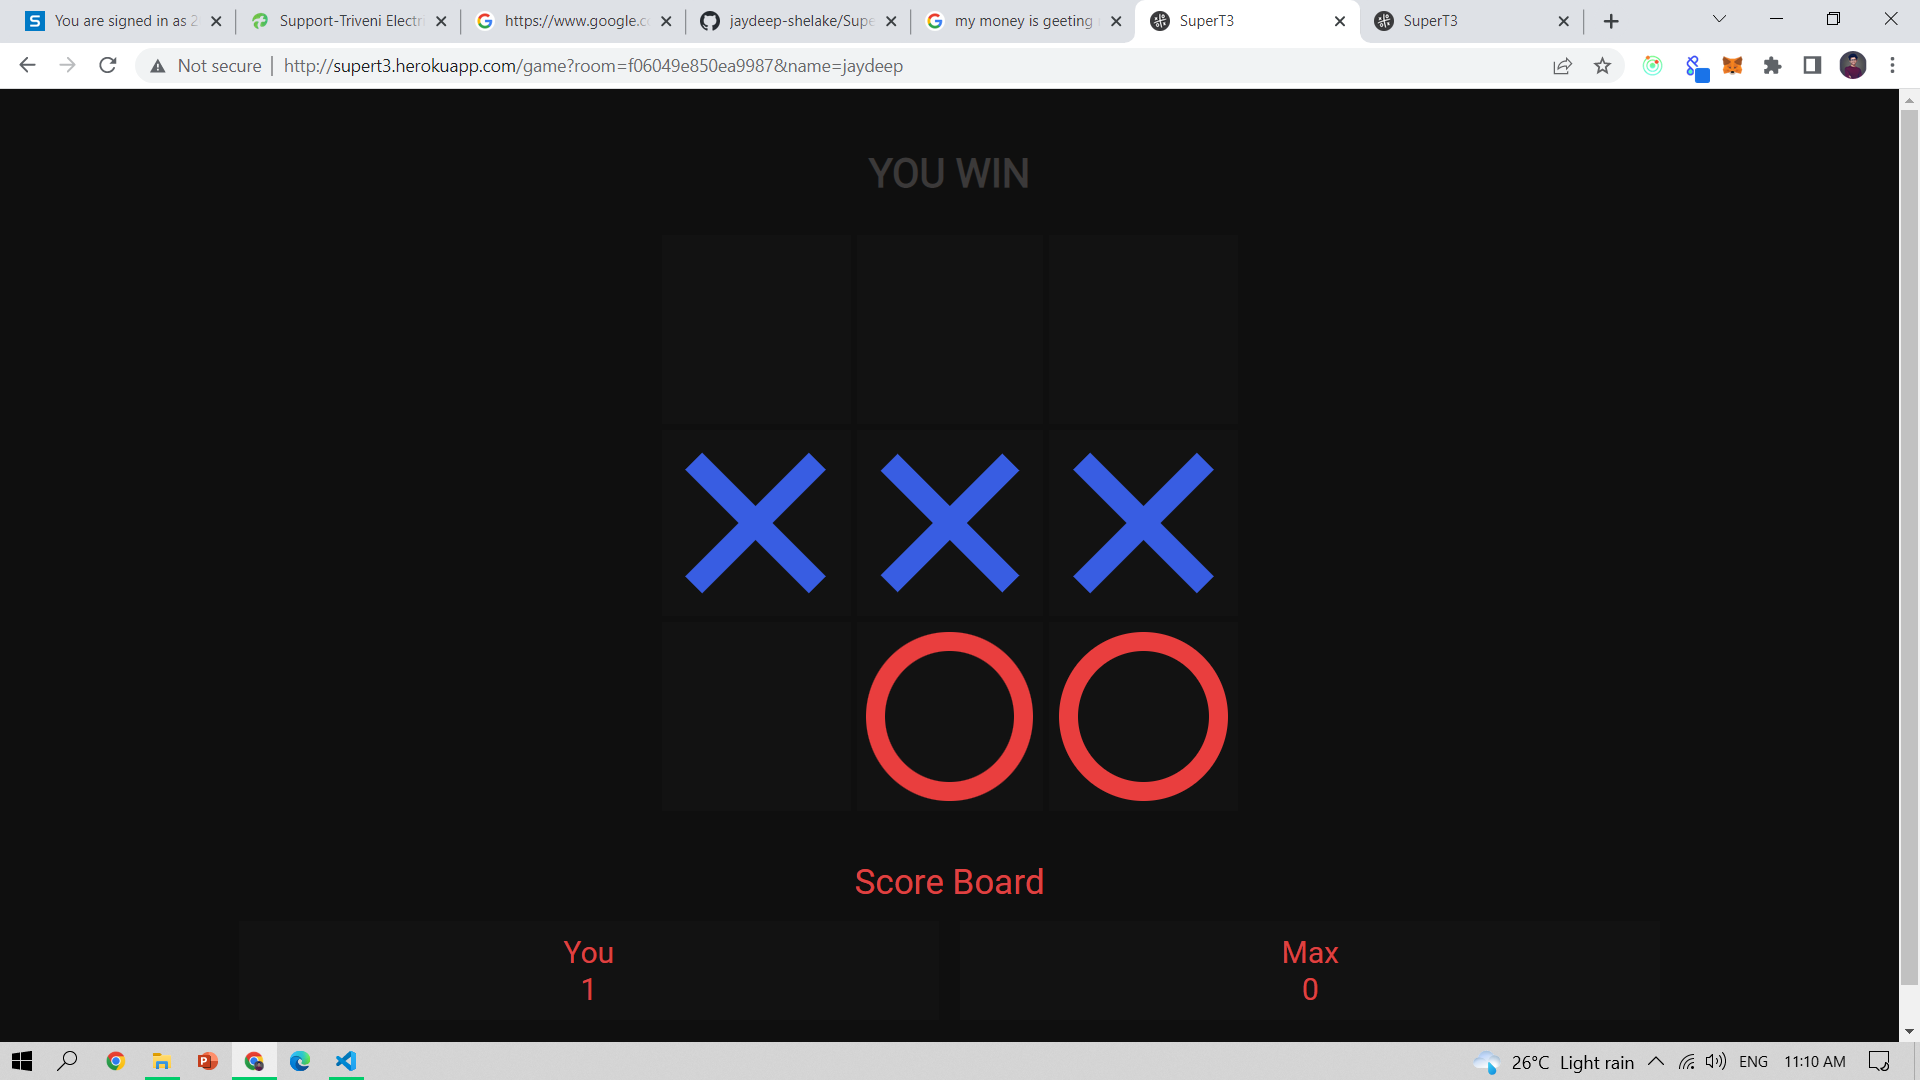 You are signed in as 2
Support-Triveni Electr
https://www.google.c
jaydeep-shelake/Supe
my money is geeting
SuperT3
SuperT3
Not secure
http://supert3.herokuapp.com/game?room=f06049e850ea9987&name=jaydeep
YOU WIN
Score Board
You
1
Max
0
26°C Light rain
ENG
11:10 AM